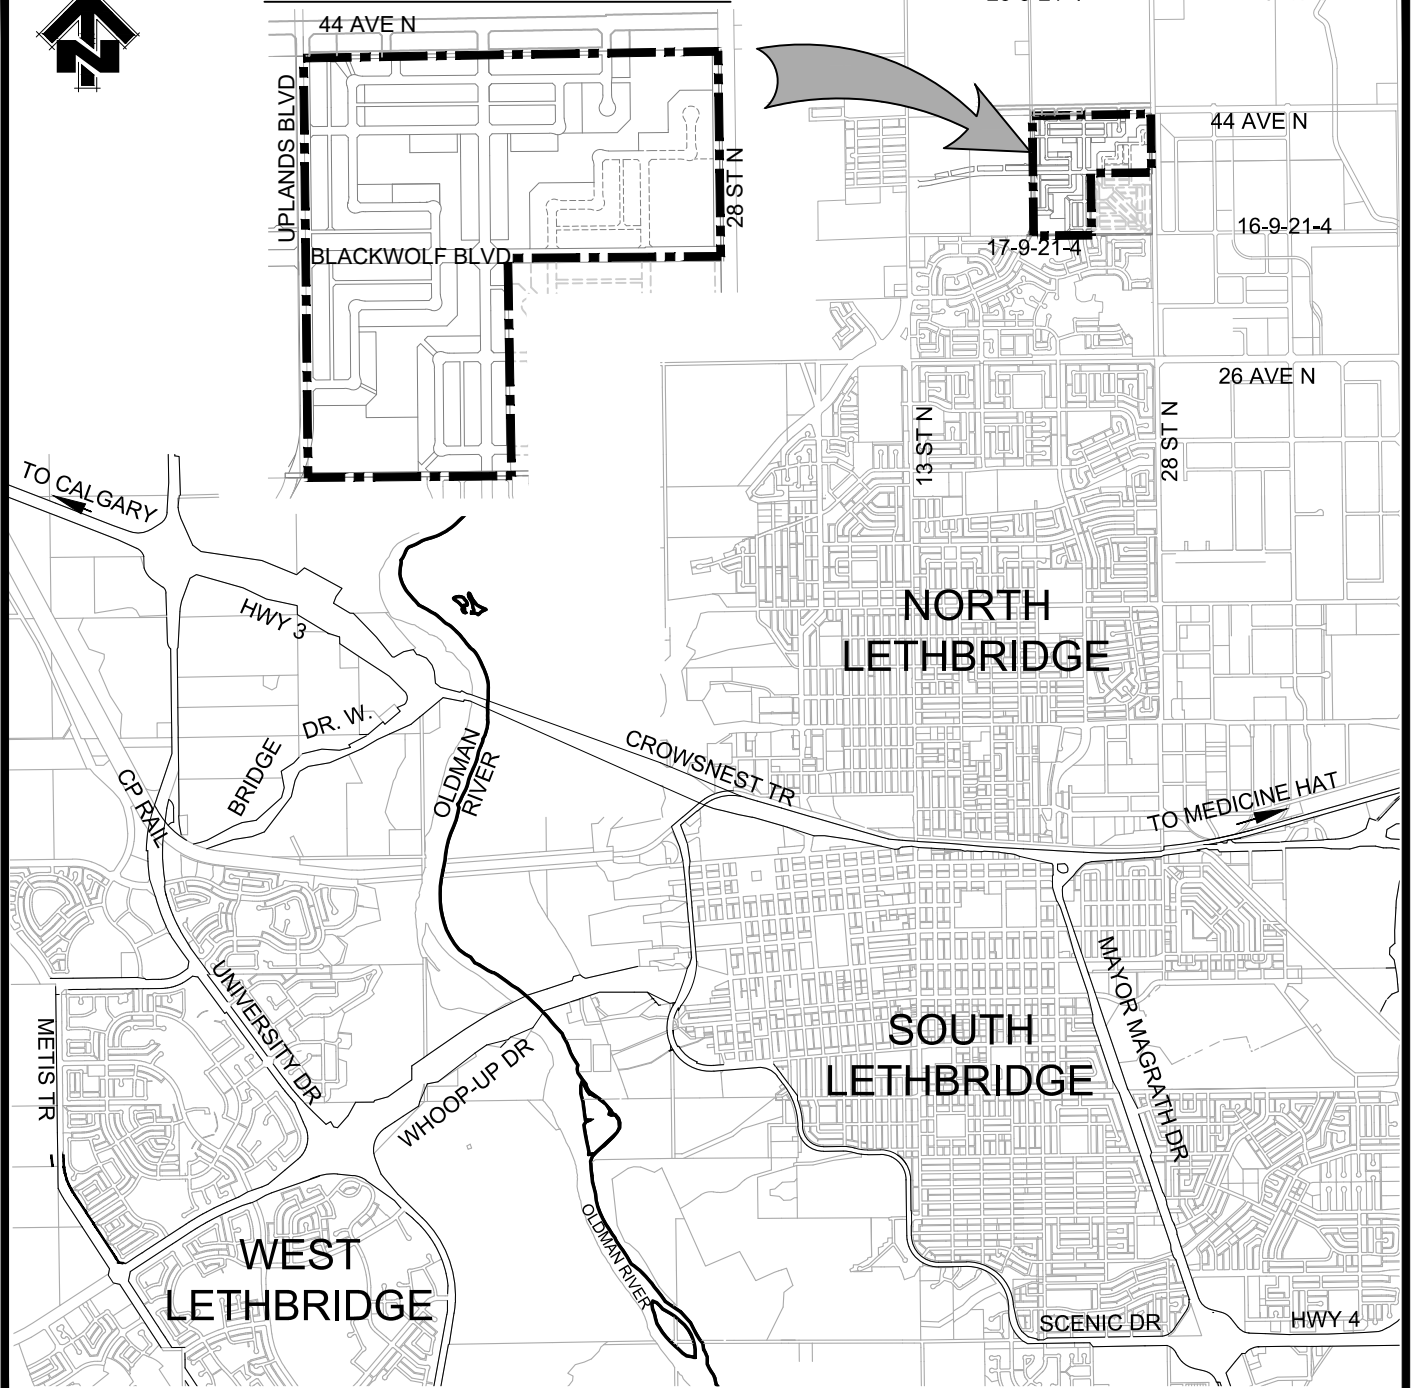 N
44 AVE N
UPLANDS BLVD
28 ST N
BLACKWOLF BLVD
44 AVE N
16-9-21-4
17-9-21-4
26 AVE N
13 ST N
28 ST N
TO CALGARY
HWY 3
NORTH
LETHBRIDGE
DR. W.
BRIDGE
OLDMAN
RIVER
CROWSNEST TR
CP RAIL
TO MEDICINE HAT
UNIVERSITY DR
METIS TR
WHOOP-UP DR
SOUTH
LETHBRIDGE
MAYOR MAGRATH DR
OLDMAN RIVER
WEST
LETHBRIDGE
SCENIC DR
HWY 4